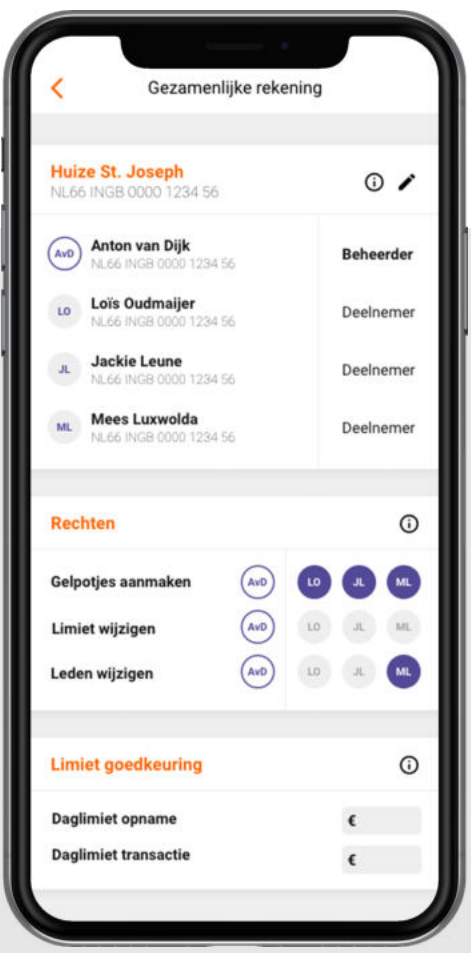 Gezamenlijke rekening
Huize St. Joseph
NL66 INGB 0000 1234 56
AvD Anton van Dijk Beheerder
NL66 INGB 0000 1234 56
LO Loïs Oudmaijer Deelnemer
NL66 INGB 0000 1234 56
JL Jackie Leune Deelnemer
NL66 INGB 0000 1234 56
ML Mees Luxwolda Deelnemer
NL66 INGB 0000 1234 56
Rechten
Gelpotjes aanmaken AvD LO JL ML
Limiet wijzigen AvD LO JL ML
Leden wijzigen AvD LO JL ML
Limiet goedkeuring
Daglimiet opname €
Daglimiet transactie €